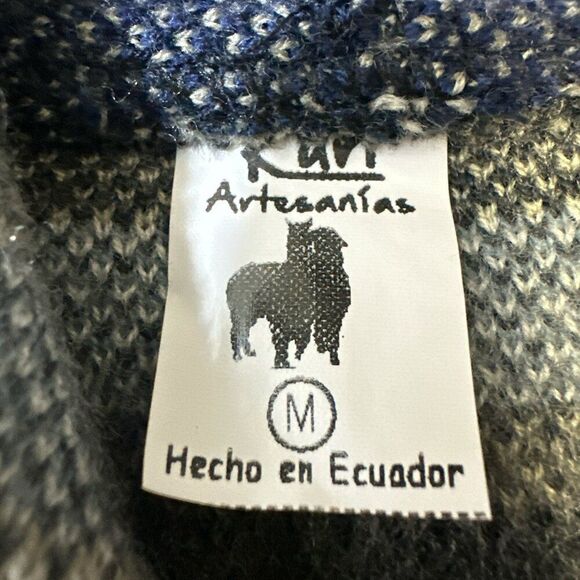 Artesanías
M
Hecho en Ecuador